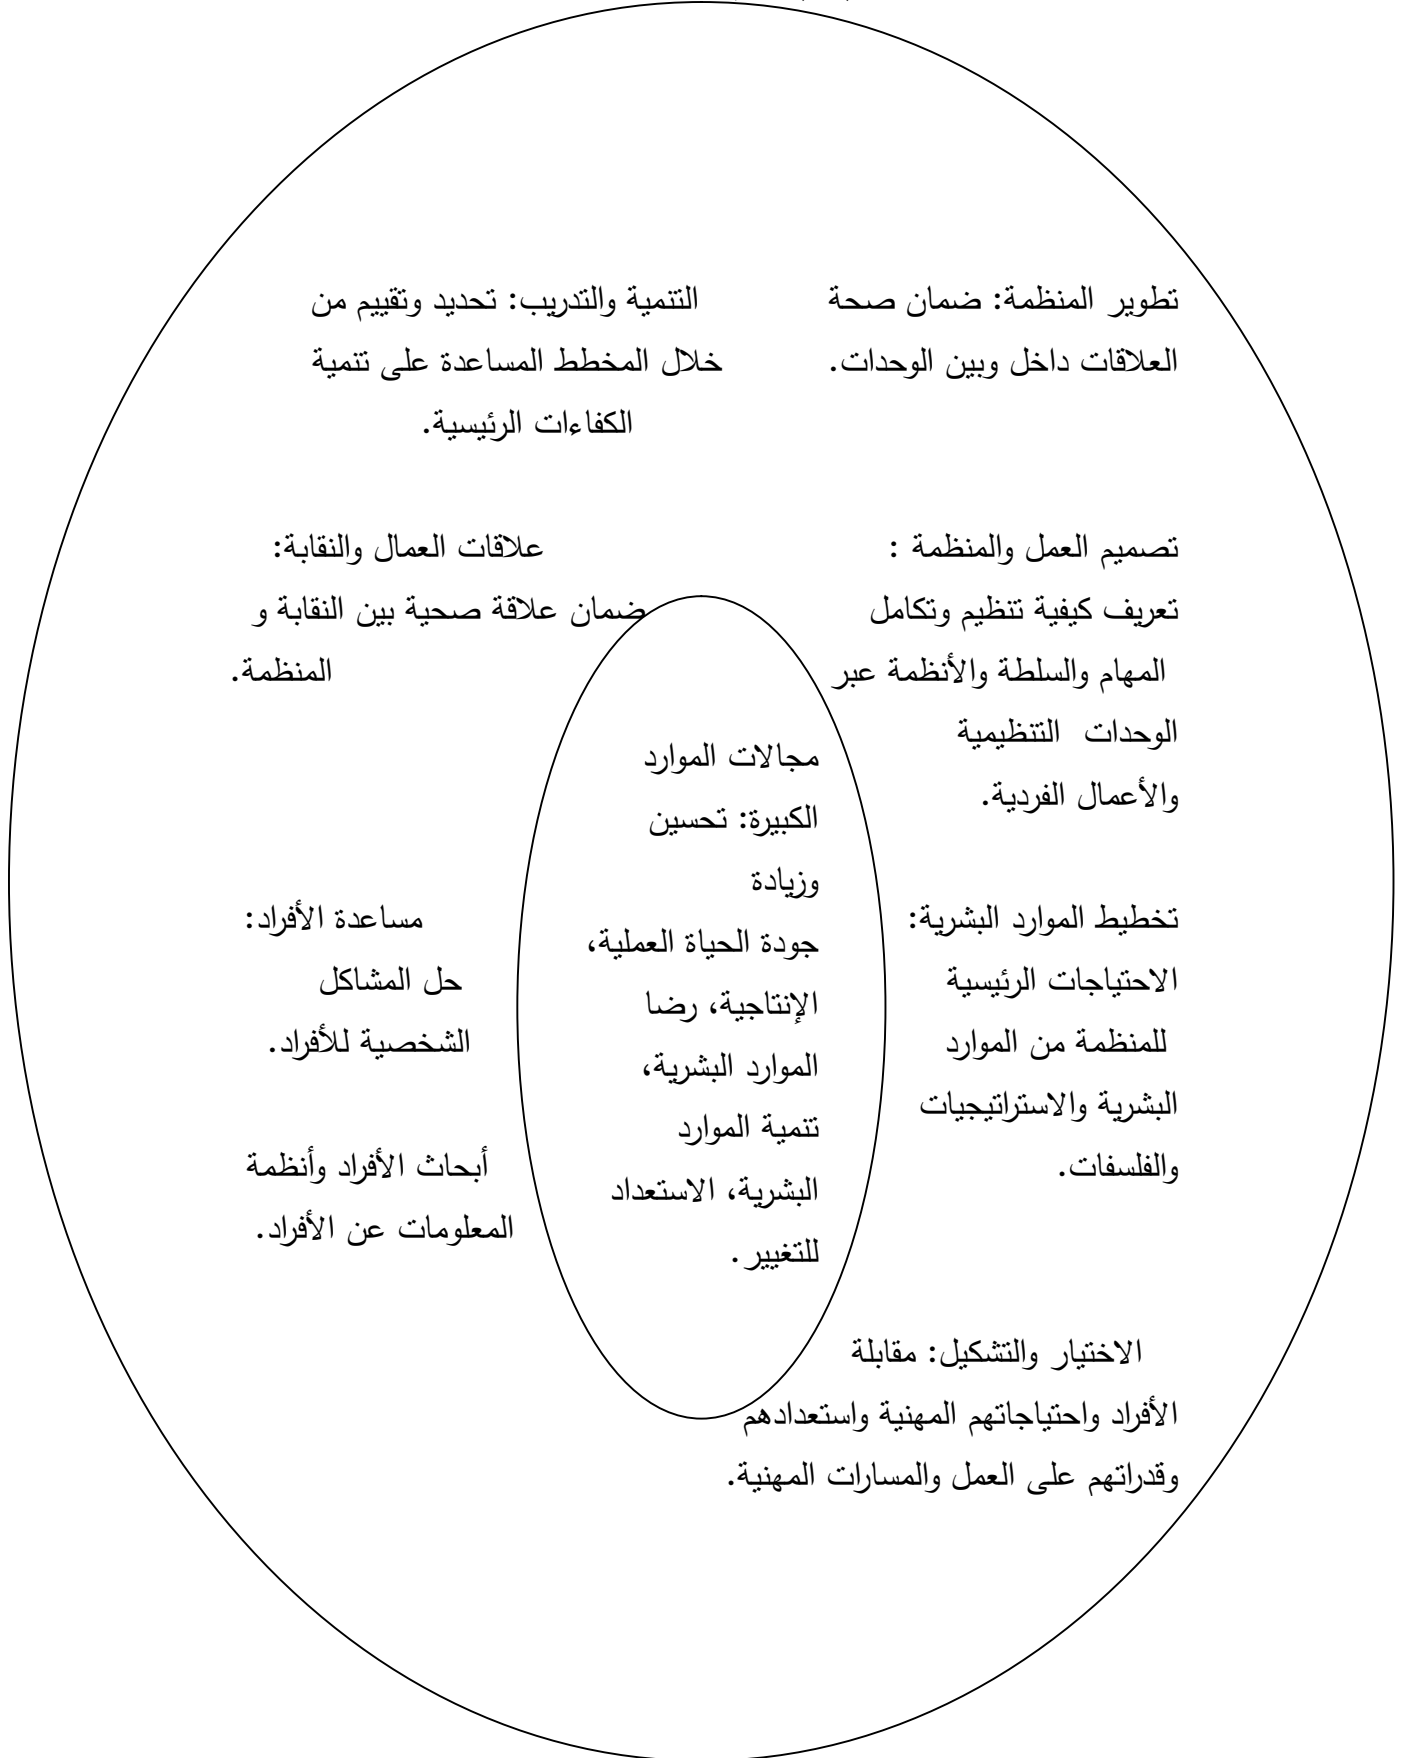 تطوير المنظمة: ضمان صحة
العلاقات داخل وبين الوحدات.
التنمية والتدريب: تحديد وتقييم من
خلال المخطط المساعدة على تنمية
الكفاءات الرئيسية.
تصميم العمل والمنظمة :
تعريف كيفية تنظيم وتكامل
المهام والسلطة والأنظمة عبر
الوحدات التنظيمية
والأعمال الفردية.
علاقات العمال والنقابة:
ضمان علاقة صحية بين النقابة و
المنظمة.
مجالات الموارد
الكبيرة: تحسين
وزيادة
جودة الحياة العملية،
الإنتاجية، رضا
الموارد البشرية،
تنمية الموارد
البشرية، الاستعداد
للتغيير.
تخطيط الموارد البشرية:
الاحتياجات الرئيسية
للمنظمة من الموارد
البشرية والاستراتيجيات
والفلسفات.
مساعدة الأفراد:
حل المشاكل
الشخصية للأفراد.
أبحاث الأفراد وأنظمة
المعلومات عن الأفراد.
الاختيار والتشكيل: مقابلة
الأفراد واحتياجاتهم المهنية واستعدادهم
وقدراتهم على العمل والمسارات المهنية.